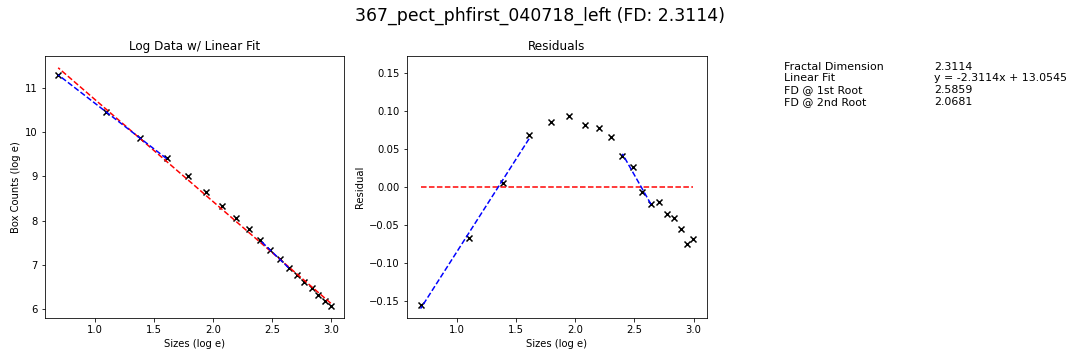 367_pect_phfirst_040718_left (FD: 2.3114)
Log Data w/ Linear Fit
Box Counts (log e)
11
10
9
8
7
6
1.0 1.5 2.0 2.5 3.0
Sizes (log e)
Residuals
Residual
0.15
0.10
0.05
0.00
−0.05
−0.10
−0.15
1.0 1.5 2.0 2.5 3.0
Sizes (log e)
Fractal Dimension 2.3114
Linear Fit y = -2.3114x + 13.0545
FD @ 1st Root 2.5859
FD @ 2nd Root 2.0681